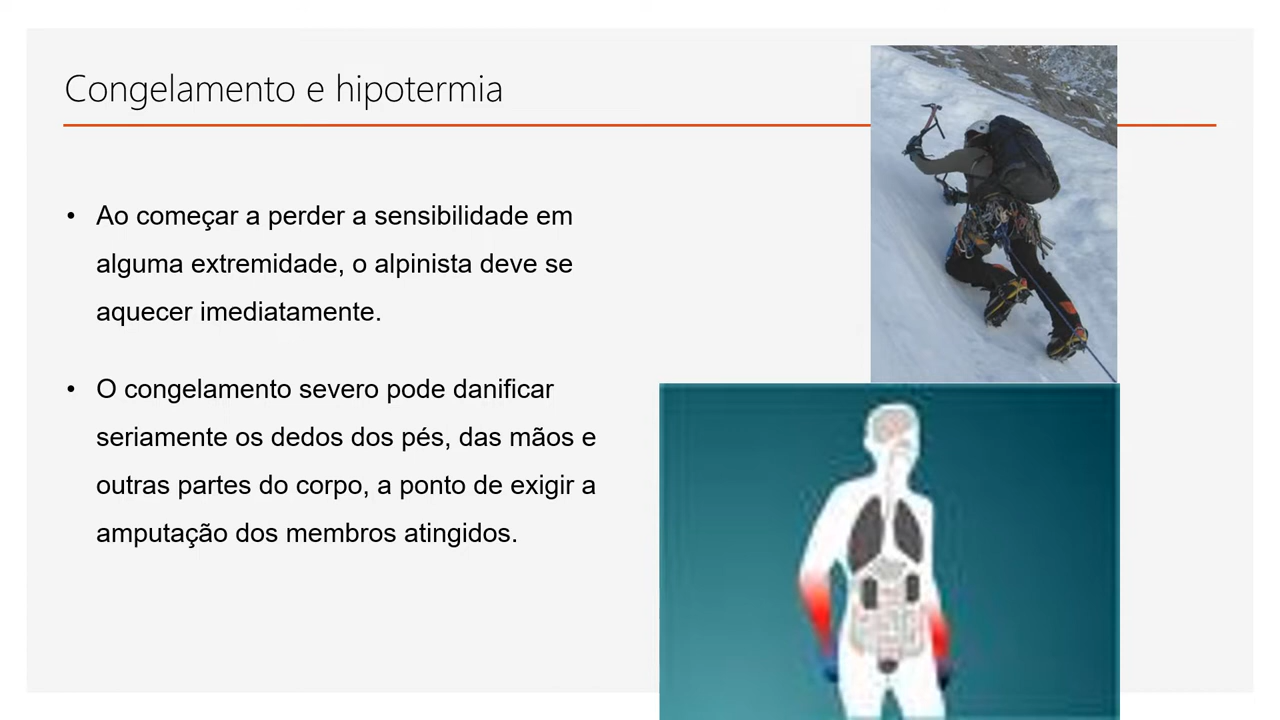 Congelamento e hipotermia
• Ao começar a perder a sensibilidade em
alguma extremidade, o alpinista deve se
aquecer imediatamente.
• O congelamento severo pode danificar
seriamente os dedos dos pés, das mãos e
outras partes do corpo, a ponto de exigir a
amputação dos membros atingidos.